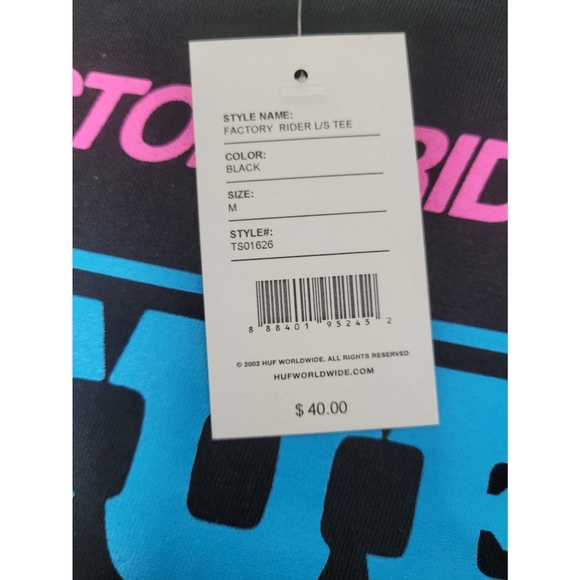 CTO RID
STYLE NAME:
FACTORY  RIDER L/S TEE
COLOR:
BLACK
SIZE:
M
STYLE#:
TS01626
8 88401 95245 2
© 2002 HUF WORLDWIDE, ALL RIGHTS RESERVED
HUFWORLDWIDE.COM
$ 40.00